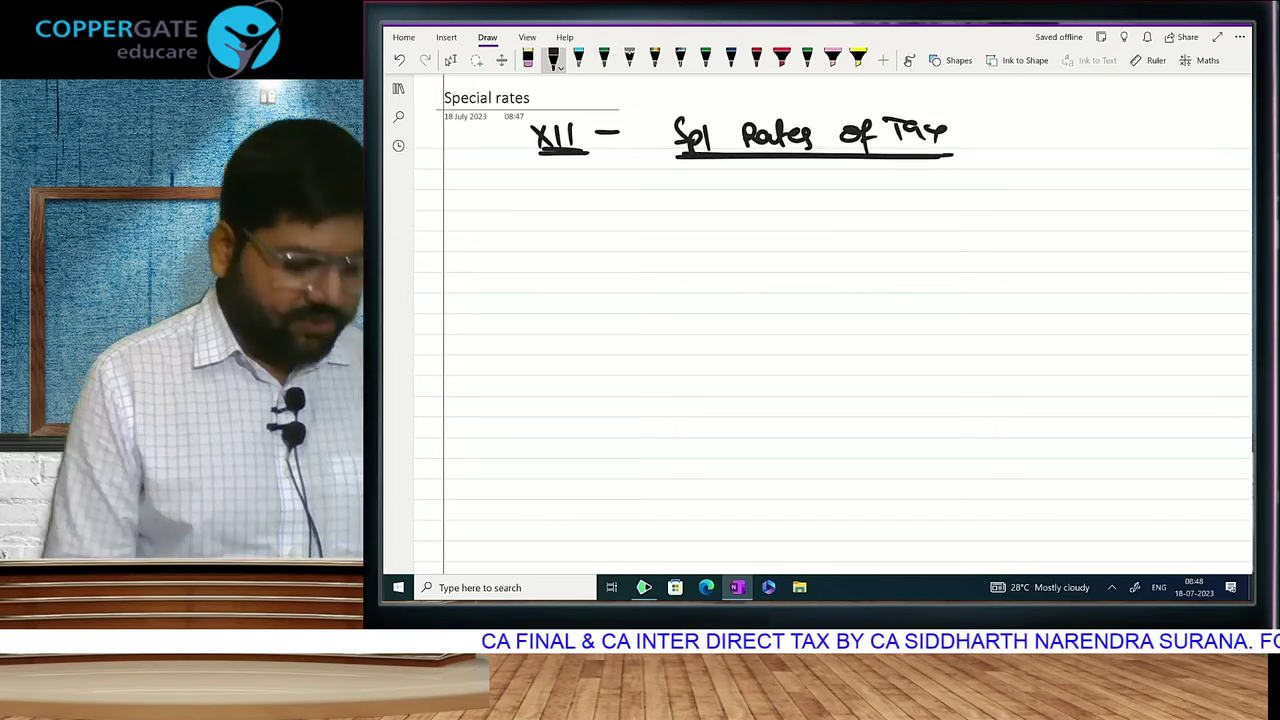 COPPERGATE
educare
Home Insert Draw View Help
Saved offline
Share
Shapes
Ink to Shape
Ink to Text
Ruler
Maths
Special rates
18 July 2023 08:47
XII - Spl Rates of Tax
Type here to search
28°C Mostly cloudy
ENG
08:48
18-07-2023
CA FINAL & CA INTER DIRECT TAX BY CA SIDDHARTH NARENDRA SURANA.